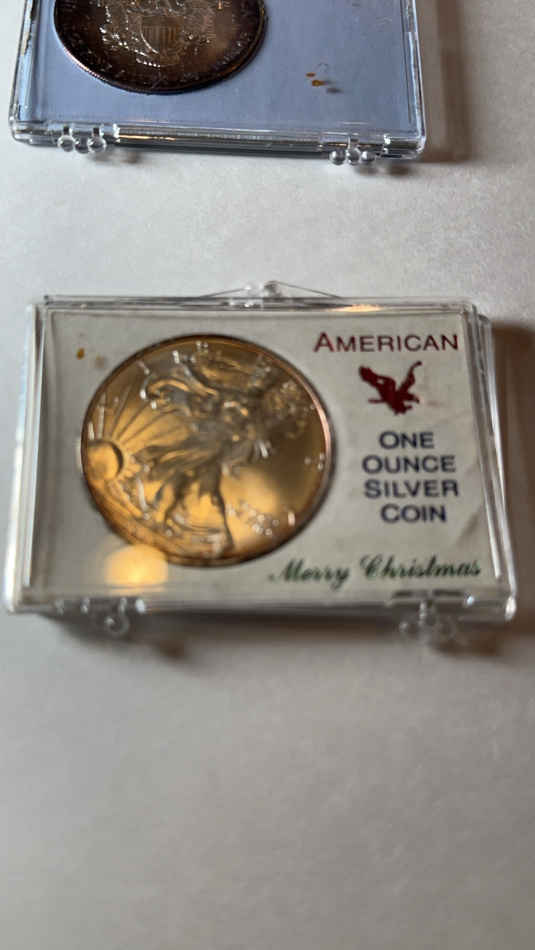 AMERICAN
ONE
OUNCE
SILVER
COIN
Merry Christmas